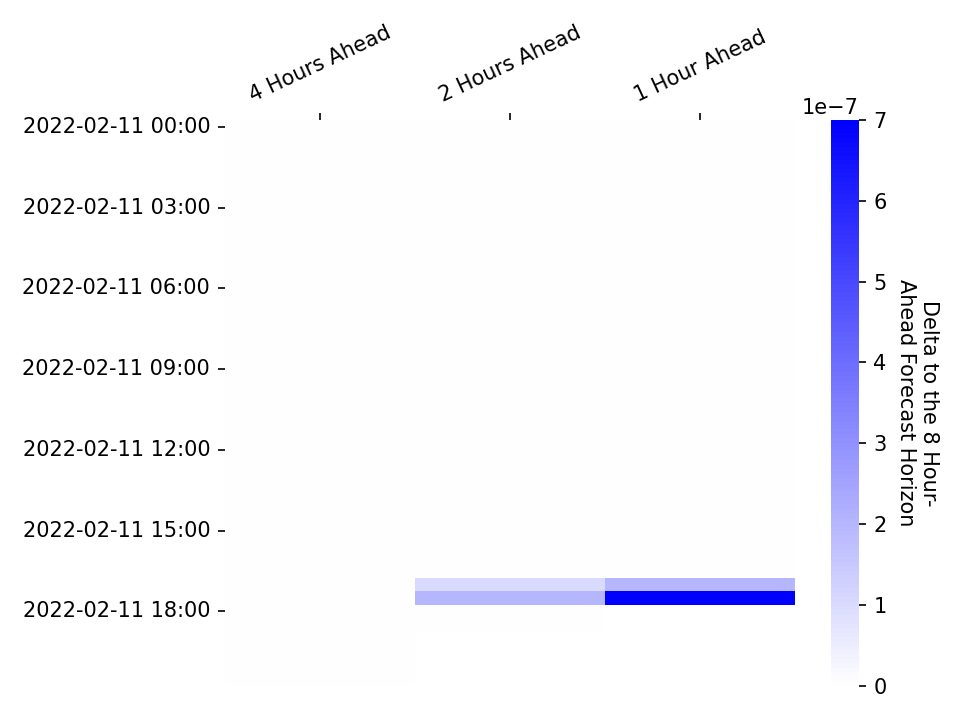 4 Hours Ahead
2 Hours Ahead
1 Hour Ahead
1e−7
2022-02-11 00:00
2022-02-11 03:00
2022-02-11 06:00
2022-02-11 09:00
2022-02-11 12:00
2022-02-11 15:00
2022-02-11 18:00
7
6
5
4
3
2
1
0
Delta to the 8 Hour-
Ahead Forecast Horizon